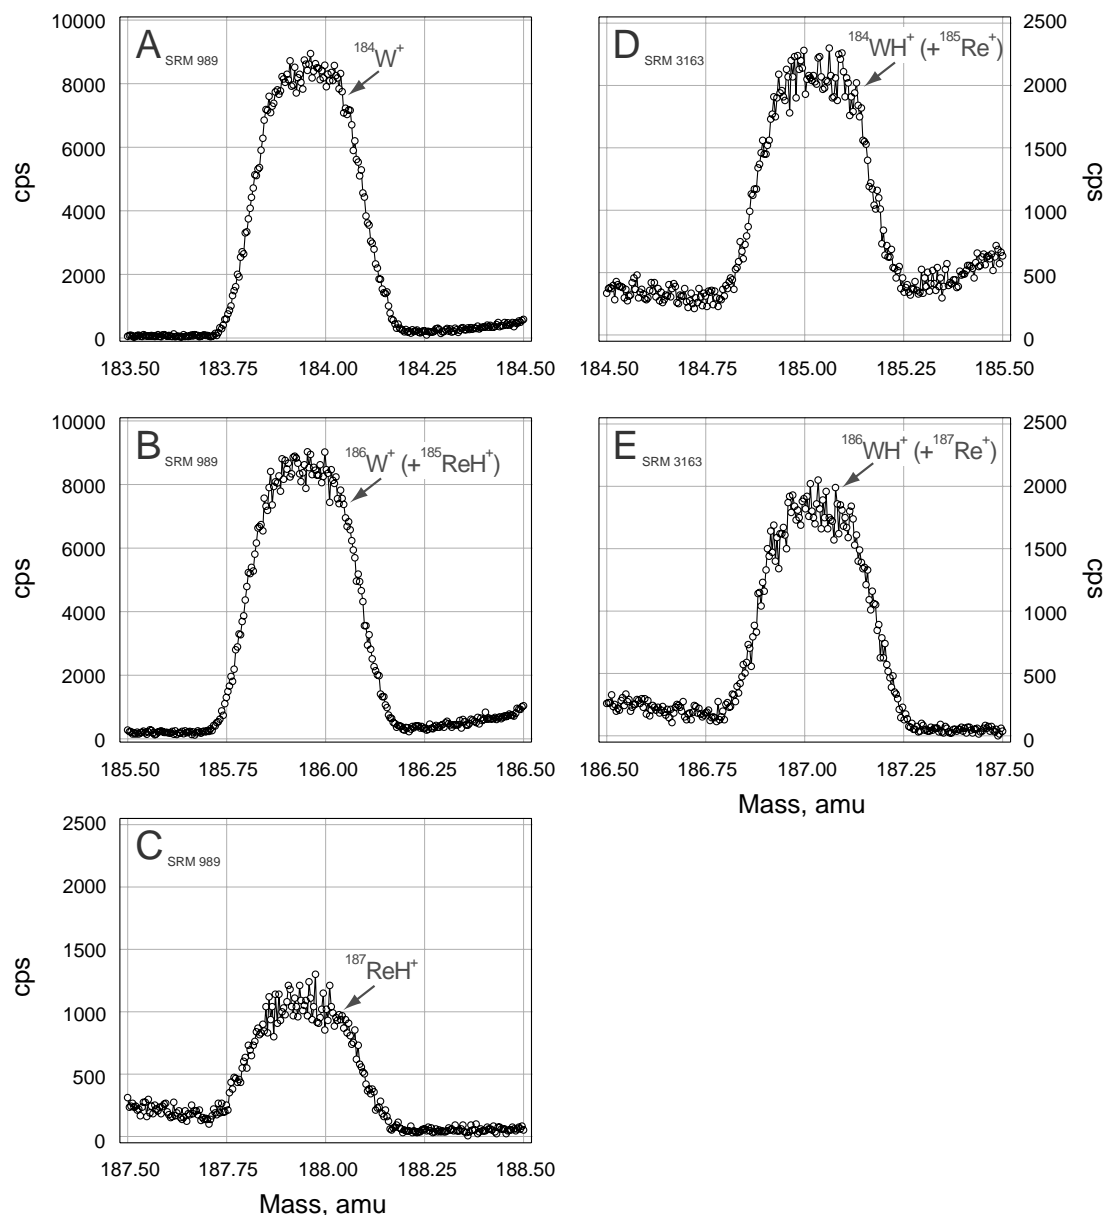 A SRM 989
¹⁸⁴W⁺
cps
10000
8000
6000
4000
2000
0
183.50 183.75 184.00 184.25 184.50
D SRM 3163
¹⁸⁴WH⁺ (+¹⁸⁵Re⁺)
2500
2000
1500
1000
500
0
cps
184.50 184.75 185.00 185.25 185.50
B SRM 989
¹⁸⁶W⁺ (+¹⁸⁵ReH⁺)
cps
10000
8000
6000
4000
2000
0
185.50 185.75 186.00 186.25 186.50
E SRM 3163
¹⁸⁶WH⁺ (+¹⁸⁷Re⁺)
2500
2000
1500
1000
500
0
cps
186.50 186.75 187.00 187.25 187.50
Mass, amu
C SRM 989
¹⁸⁷ReH⁺
cps
2500
2000
1500
1000
500
0
187.50 187.75 188.00 188.25 188.50
Mass, amu